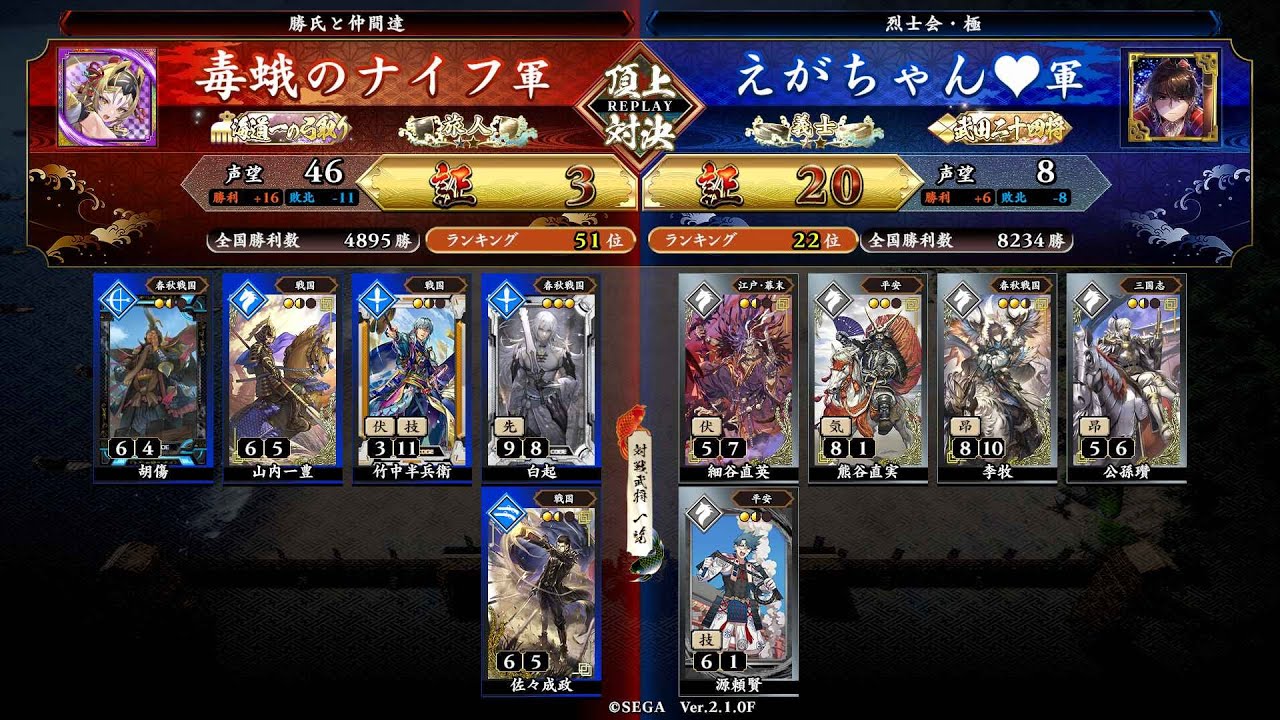 勝氏と仲間達
烈士会・極
毒蛾のナイフ軍
頂上
REPLAY
対決
えがちゃん♥軍
海道一の弓取り
旅人
義士
武田二十四将
声望 46
勝利 +16 敗北 -11
証 3
証 20
声望 8
勝利 +6 敗北 -8
全国勝利数 4895勝
ランキング 51位
ランキング 22位
全国勝利数 8234勝
春秋戦国
6 4
胡傷
戦国
6 5
山内一豊
戦国
伏 技
3 11
竹中半兵衛
春秋戦国
先
9 8
白起
江戸・幕末
伏
5 7
細谷直英
平安
気
8 1
熊谷直実
春秋戦国
昂
8 10
李牧
三国志
昂
5 6
公孫瓚
対戦武将一覧
戦国
6 5
佐々成政
平安
技
6 1
源頼賢
©SEGA Ver.2.1.0F